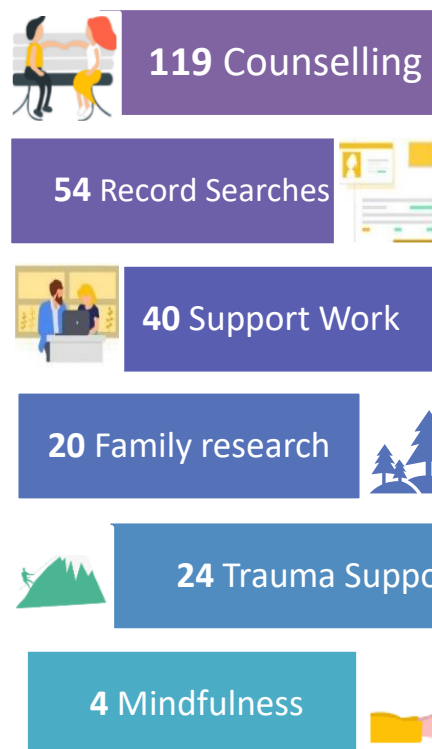 119 Counselling
54 Record Searches
40 Support Work
20 Family research
24 Trauma Suppo
4 Mindfulness